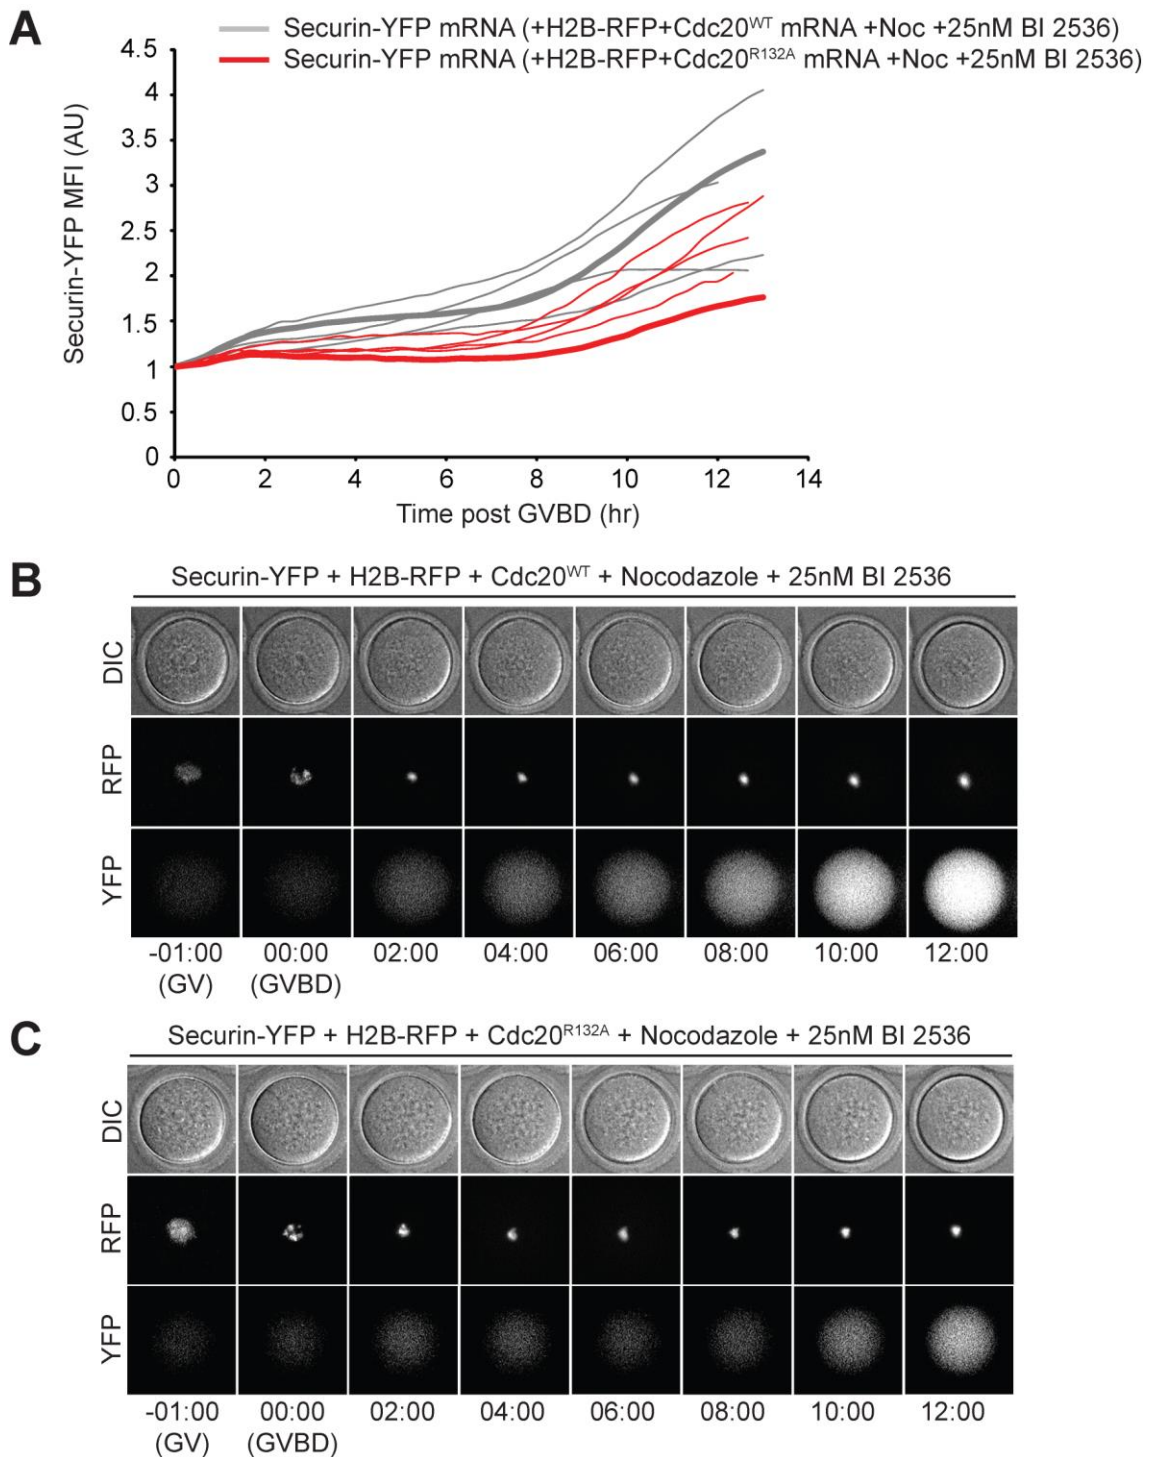 A
Securin-YFP mRNA (+H2B-RFP+Cdc20WT mRNA +Noc +25nM BI 2536)
Securin-YFP mRNA (+H2B-RFP+Cdc20R132A mRNA +Noc +25nM BI 2536)
Securin-YFP MFI (AU)
4.5
4
3.5
3
2.5
2
1.5
1
0.5
0
0 2 4 6 8 10 12 14
Time post GVBD (hr)
B
Securin-YFP + H2B-RFP + Cdc20WT + Nocodazole + 25nM BI 2536
DIC
RFP
YFP
-01:00 00:00 02:00 04:00 06:00 08:00 10:00 12:00
(GV) (GVBD)
C
Securin-YFP + H2B-RFP + Cdc20R132A + Nocodazole + 25nM BI 2536
DIC
RFP
YFP
-01:00 00:00 02:00 04:00 06:00 08:00 10:00 12:00
(GV) (GVBD)